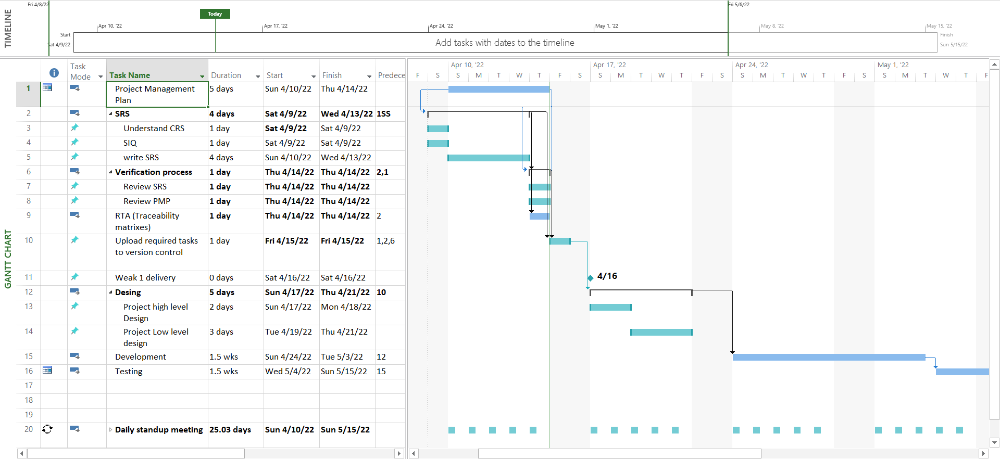 TIMELINE
Fri 4/8/22
Fri 5/6/22
Today
Apr 10, '22
Apr 17, '22
Apr 24, '22
May 1, '22
May 8, '22
May 15, '22
Start
Sat 4/9/22
Add tasks with dates to the timeline
Finish
Sun 5/15/22
GANTT CHART
Task Mode Task Name Duration Start Finish Predece
1 Project Management Plan 5 days Sun 4/10/22 Thu 4/14/22
2 SRS 4 days Sat 4/9/22 Wed 4/13/22 1SS
3 Understand CRS 1 day Sat 4/9/22 Sat 4/9/22
4 SIQ 1 day Sat 4/9/22 Sat 4/9/22
5 write SRS 4 days Sun 4/10/22 Wed 4/13/22
6 Verification process 1 day Thu 4/14/22 Thu 4/14/22 2,1
7 Review SRS 1 day Thu 4/14/22 Thu 4/14/22
8 Review PMP 1 day Thu 4/14/22 Thu 4/14/22
9 RTA (Traceability matrixes) 1 day Thu 4/14/22 Thu 4/14/22 2
10 Upload required tasks to version control 1 day Fri 4/15/22 Fri 4/15/22 1,2,6
11 Weak 1 delivery 0 days Sat 4/16/22 Sat 4/16/22
12 Desing 5 days Sun 4/17/22 Thu 4/21/22 10
13 Project high level Design 2 days Sun 4/17/22 Mon 4/18/22
14 Project Low level design 3 days Tue 4/19/22 Thu 4/21/22
15 Development 1.5 wks Sun 4/24/22 Tue 5/3/22 12
16 Testing 1.5 wks Wed 5/4/22 Sun 5/15/22 15
17
18
19
20 Daily standup meeting 25.03 days Sun 4/10/22 Sun 5/15/22
Apr 10, '22 Apr 17, '22 Apr 24, '22 May 1, '22
F S S M T W T F S S M T W T F S S M T W T F S S M T W T F
4/16